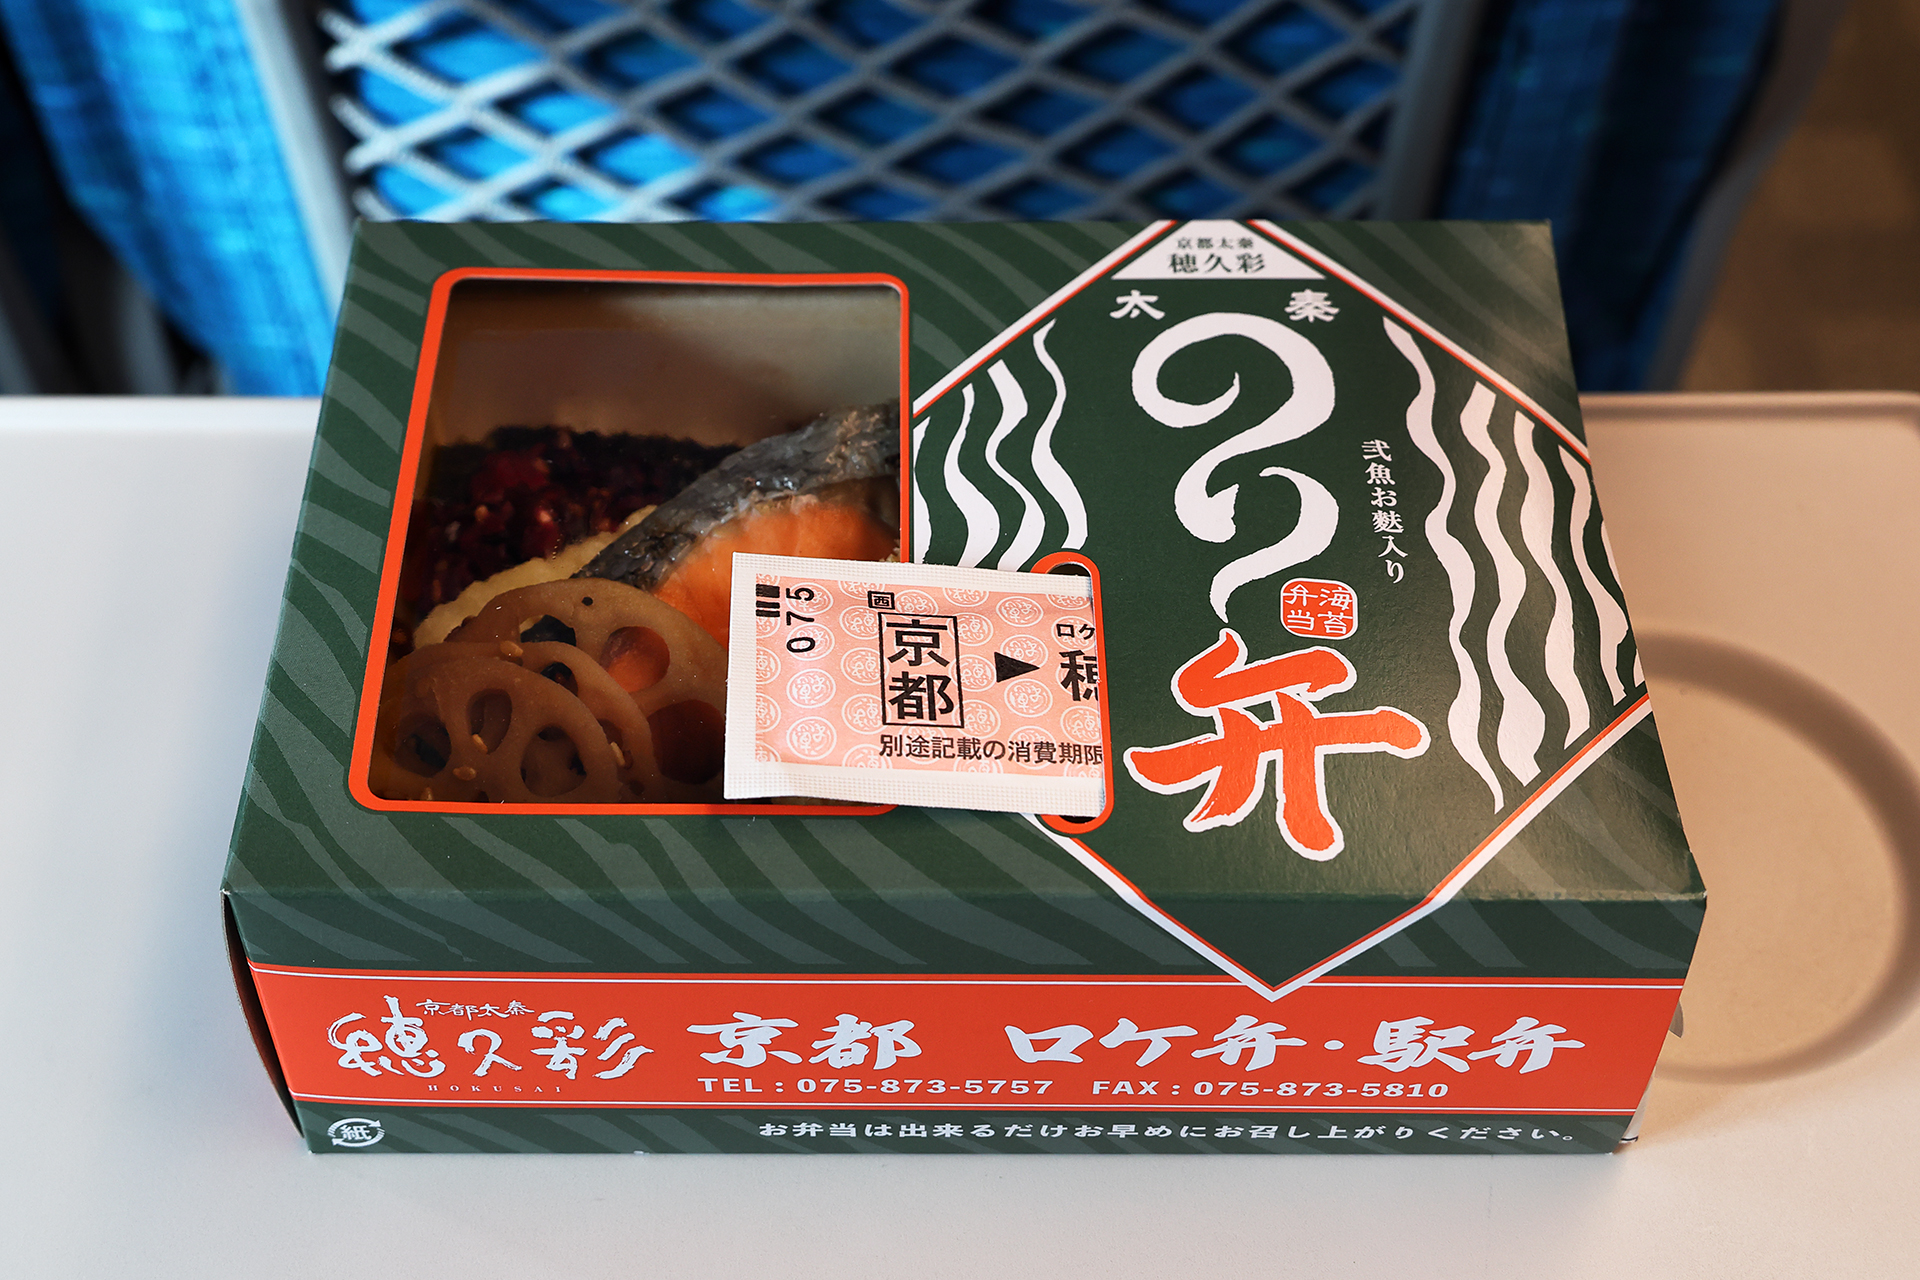 京都太秦
穂久彩
太秦
のり弁
弐魚お麩入り
海苔
弁当
075
西
京都
▶
ロケ
穂
別途記載の消費期限
京都太秦
穂久彩
HOKUSAI
京都 ロケ弁・駅弁
TEL：075-873-5757 FAX：075-873-5810
紙
お弁当は出来るだけお早めにお召し上がりください。